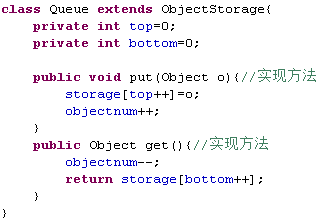 class Queue extends ObjectStorage{
    private int top=0;
    private int bottom=0;

    public void put(Object o){//实现方法
        storage[top++]=o;
        objectnum++;
    }
    public Object get(){//实现方法
        objectnum--;
        return storage[bottom++];
    }
}